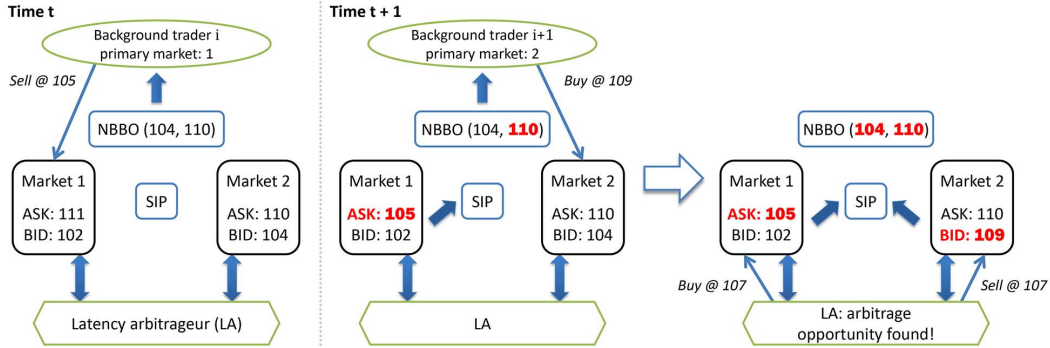 Time t
Background trader i
primary market: 1
Sell @ 105
NBBO (104, 110)
Market 1
ASK: 111
BID: 102
SIP
Market 2
ASK: 110
BID: 104
Latency arbitrageur (LA)
Time t + 1
Background trader i+1
primary market: 2
Buy @ 109
NBBO (104, 110)
Market 1
ASK: 105
BID: 102
SIP
Market 2
ASK: 110
BID: 104
LA
NBBO (104, 110)
Market 1
ASK: 105
BID: 102
SIP
Market 2
ASK: 110
BID: 109
Buy @ 107
Sell @ 107
LA: arbitrage
opportunity found!